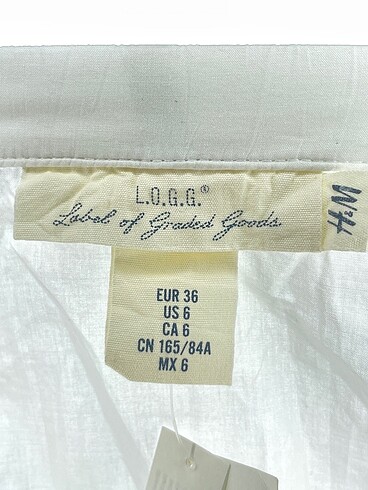 L.O.G.G.®
Label of Graded Goods
H&M
EUR 36
US 6
CA 6
CN 165/84A
MX 6